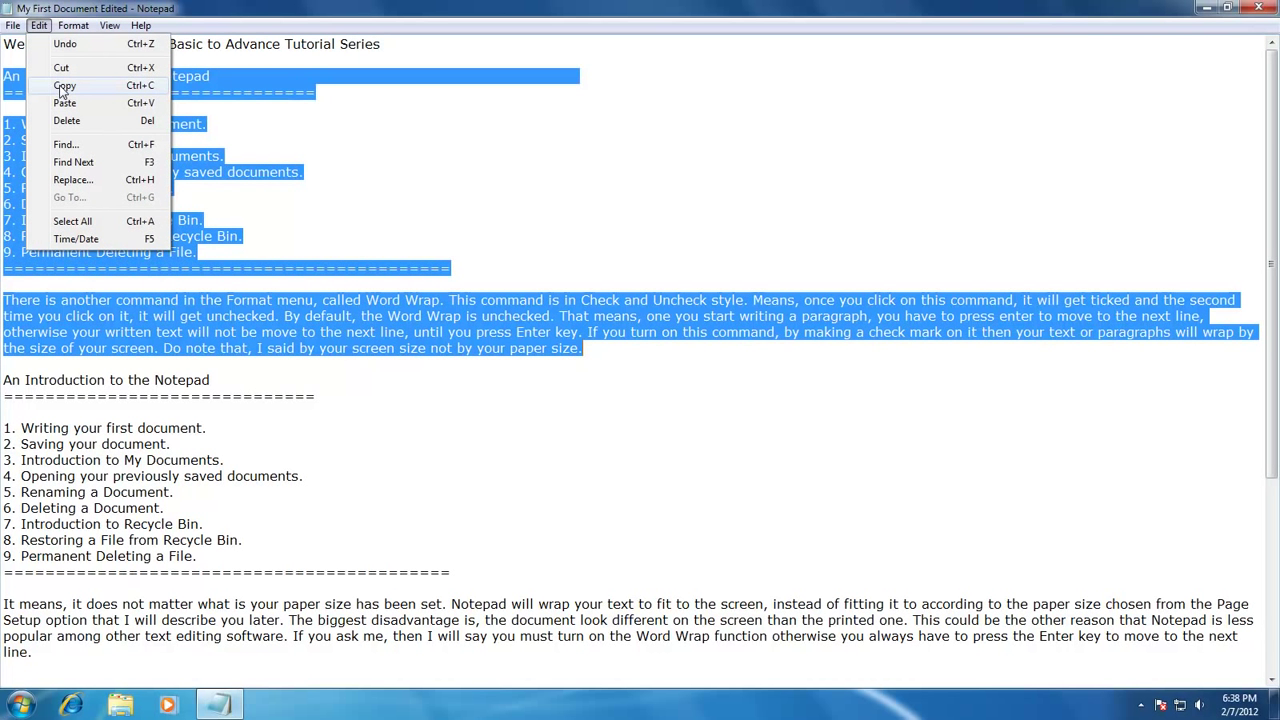 My First Document Edited - Notepad
File Edit Format View Help
We Basic to Advance Tutorial Series
Undo Ctrl+Z
Cut Ctrl+X
Copy Ctrl+C
Paste Ctrl+V
Delete Del
Find... Ctrl+F
Find Next F3
Replace... Ctrl+H
Go To... Ctrl+G
Select All Ctrl+A
Time/Date F5
An tepad
== =================
1. W ment.
2. S
3. I uments.
4. y saved documents.
5.
6.
7. I Bin.
8. ecycle Bin.
9. Permanent Deleting a File.
===========================================
There is another command in the Format menu, called Word Wrap. This command is in Check and Uncheck style. Means, once you click on this command, it will get ticked and the second
time you click on it, it will get unchecked. By default, the Word Wrap is unchecked. That means, one you start writing a paragraph, you have to press enter to move to the next line,
otherwise your written text will not be move to the next line, until you press Enter key. If you turn on this command, by making a check mark on it then your text or paragraphs will wrap by
the size of your screen. Do note that, I said by your screen size not by your paper size.
An Introduction to the Notepad
==============================
1. Writing your first document.
2. Saving your document.
3. Introduction to My Documents.
4. Opening your previously saved documents.
5. Renaming a Document.
6. Deleting a Document.
7. Introduction to Recycle Bin.
8. Restoring a File from Recycle Bin.
9. Permanent Deleting a File.
===========================================
It means, it does not matter what is your paper size has been set. Notepad will wrap your text to fit to the screen, instead of fitting it to according to the paper size chosen from the Page
Setup option that I will describe you later. The biggest disadvantage is, the document look different on the screen than the printed one. This could be the other reason that Notepad is less
popular among other text editing software. If you ask me, then I will say you must turn on the Word Wrap function otherwise you always have to press the Enter key to move to the next
line.
6:38 PM
2/7/2012